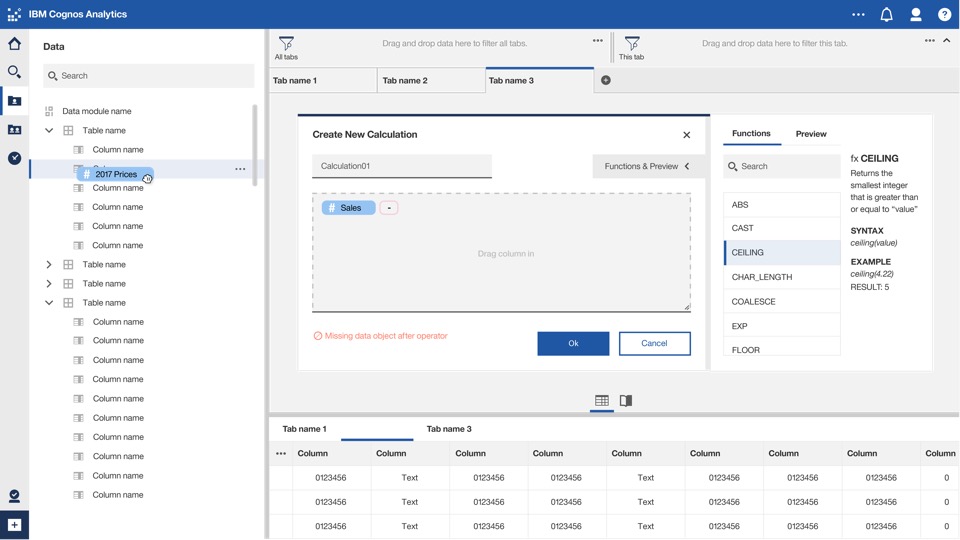 IBM Cognos Analytics
Data
Search
Data module name
Table name
Column name
2017 Prices
Column name
Column name
Column name
Column name
Table name
Table name
Table name
Column name
Column name
Column name
Column name
Column name
Column name
Column name
Column name
Column name
Column name
All tabs
Drag and drop data here to filter all tabs.
This tab
Drag and drop data here to filter this tab.
Tab name 1
Tab name 2
Tab name 3
Create New Calculation
Calculation01
Functions & Preview
# Sales -
Drag column in
Missing data object after operator
Ok
Cancel
Functions
Preview
Search
ABS
CAST
CEILING
CHAR_LENGTH
COALESCE
EXP
FLOOR
fx CEILING
Returns the
smallest integer
that is greater than
or equal to “value”
SYNTAX
ceiling(value)
EXAMPLE
ceiling(4.22)
RESULT: 5
Tab name 1
Tab name 3
Column Column Column Column Column Column Column Column Column
0123456 Text 0123456 0123456 Text 0123456 0123456 0123456 0
0123456 Text 0123456 0123456 Text 0123456 0123456 0123456 0
0123456 Text 0123456 0123456 Text 0123456 0123456 0123456 0